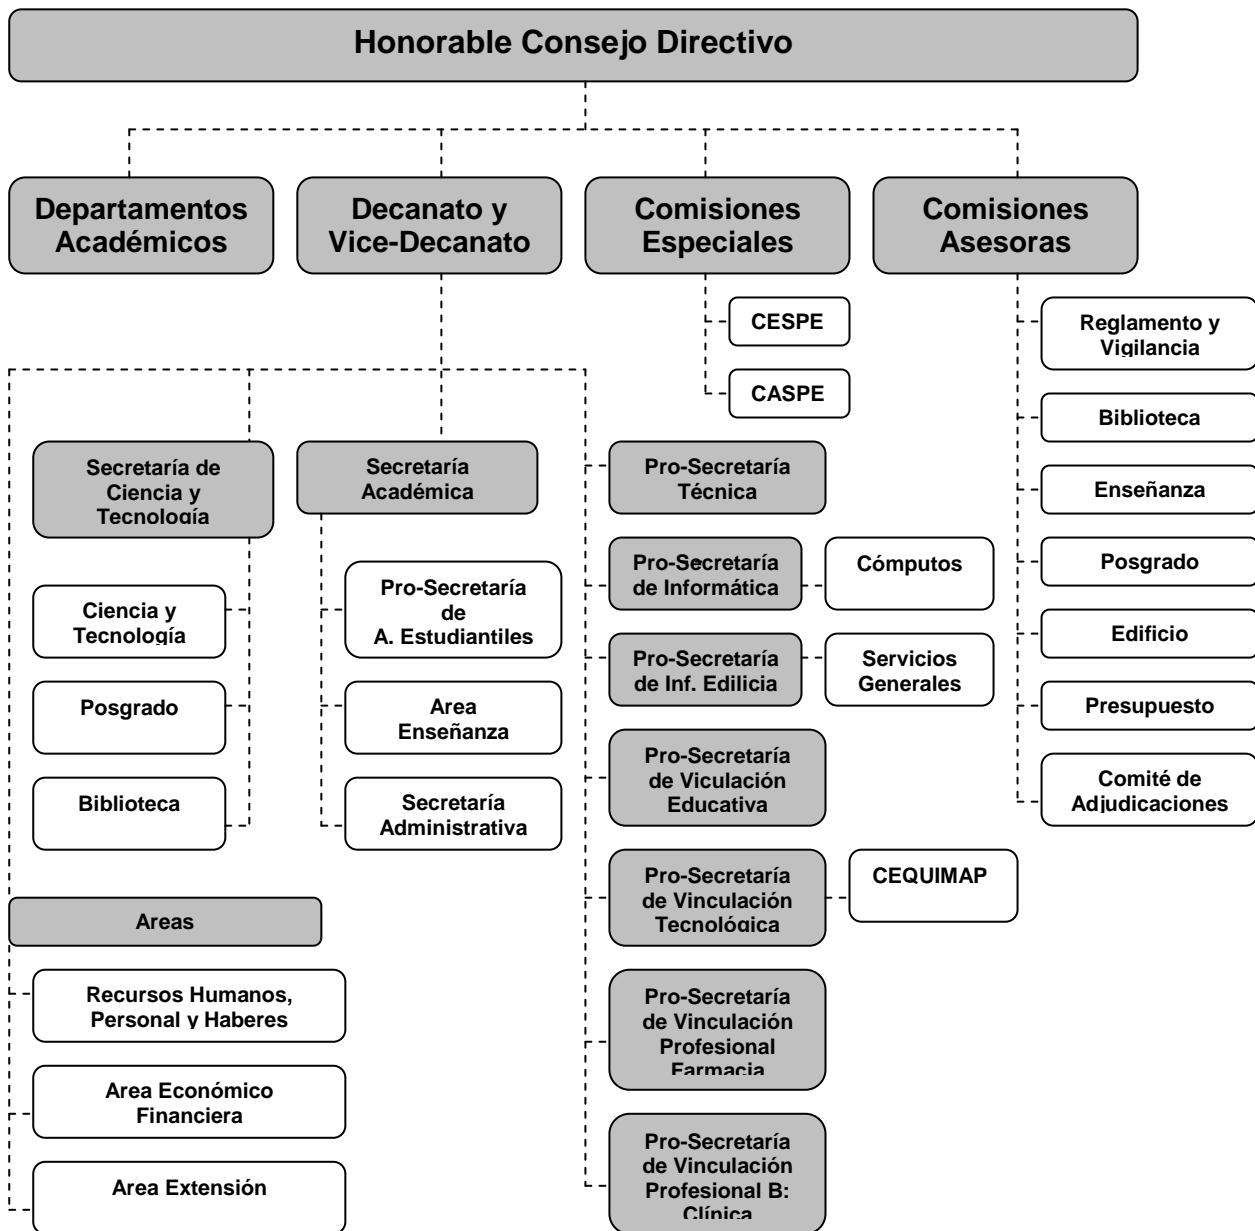 Honorable Consejo Directivo
Departamentos
Académicos
Decanato y
Vice-Decanato
Comisiones
Especiales
Comisiones
Asesoras
CESPE
CASPE
Reglamento y
Vigilancia
Biblioteca
Enseñanza
Posgrado
Edificio
Presupuesto
Comité de
Adjudicaciones
Secretaría de
Ciencia y
Tecnología
Ciencia y
Tecnología
Posgrado
Biblioteca
Secretaría
Académica
Pro-Secretaría
de
A. Estudiantiles
Area
Enseñanza
Secretaría
Administrativa
Pro-Secretaría
Técnica
Pro-Secretaría
de Informática
Cómputos
Pro-Secretaría
de Inf. Edilicia
Servicios
Generales
Pro-Secretaría
de Viculación
Educativa
Pro-Secretaría
de Vinculación
Tecnológica
CEQUIMAP
Pro-Secretaría
de Vinculación
Profesional
Farmacia
Pro-Secretaría
de Vinculación
Profesional B:
Clínica
Areas
Recursos Humanos,
Personal y Haberes
Area Económico
Financiera
Area Extensión